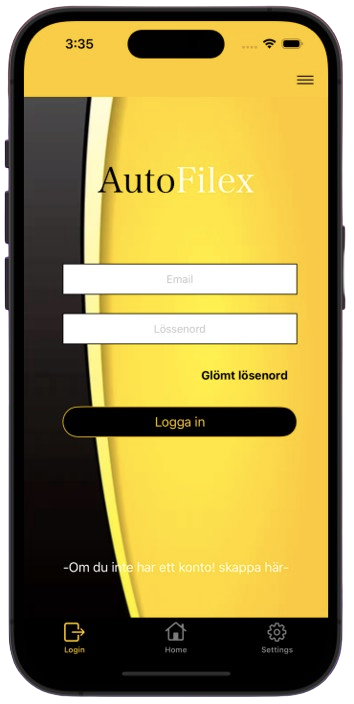 3:35
AutoFilex
Email
Lössenord
Glömt lösenord
Logga in
-Om du inte har ett konto! skappa här-
Login
Home
Settings